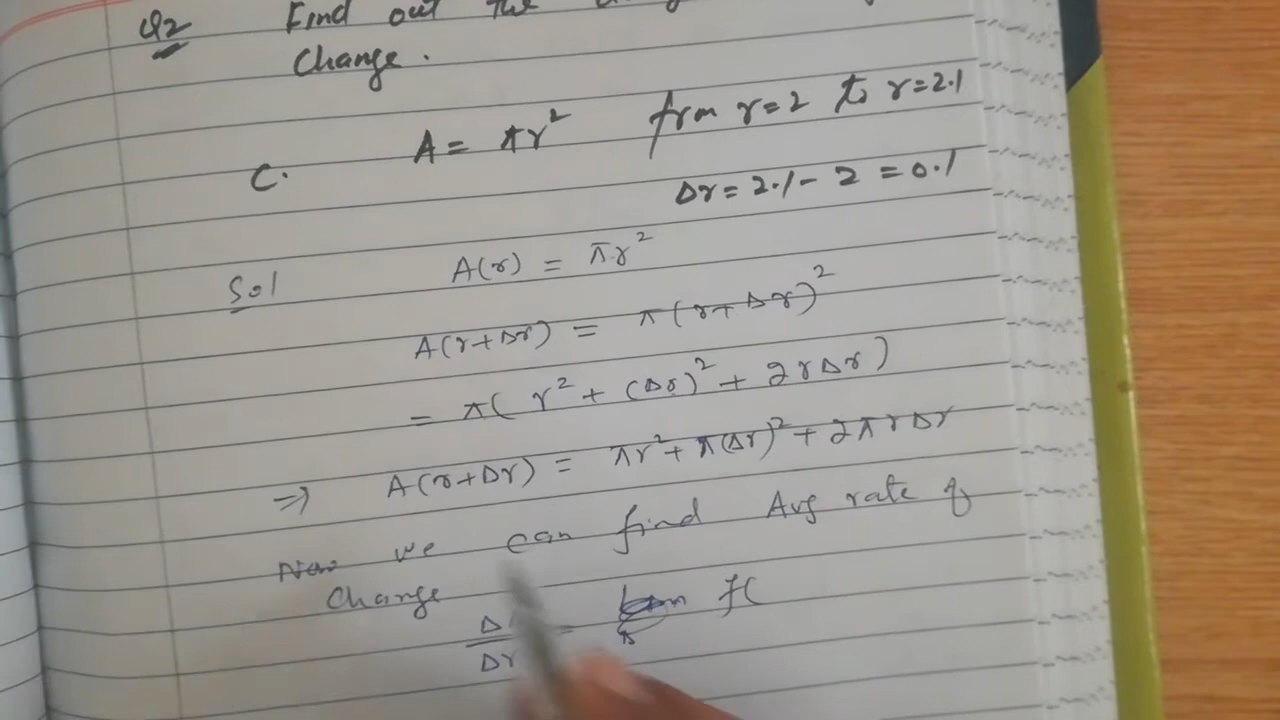 Q2 Find out the
Change.
C. A = πr² from r=2 to r=2.1
Δr = 2.1 - 2 = 0.1
Sol A(r) = πr²
A(r+Δr) = π(r+Δr)²
= π( r² + (Δr)² + 2rΔr )
⇒ A(r+Δr) = πr² + π(Δr)² + 2πrΔr
Now we can find Avg rate of
Change
Δ
Δr = f(